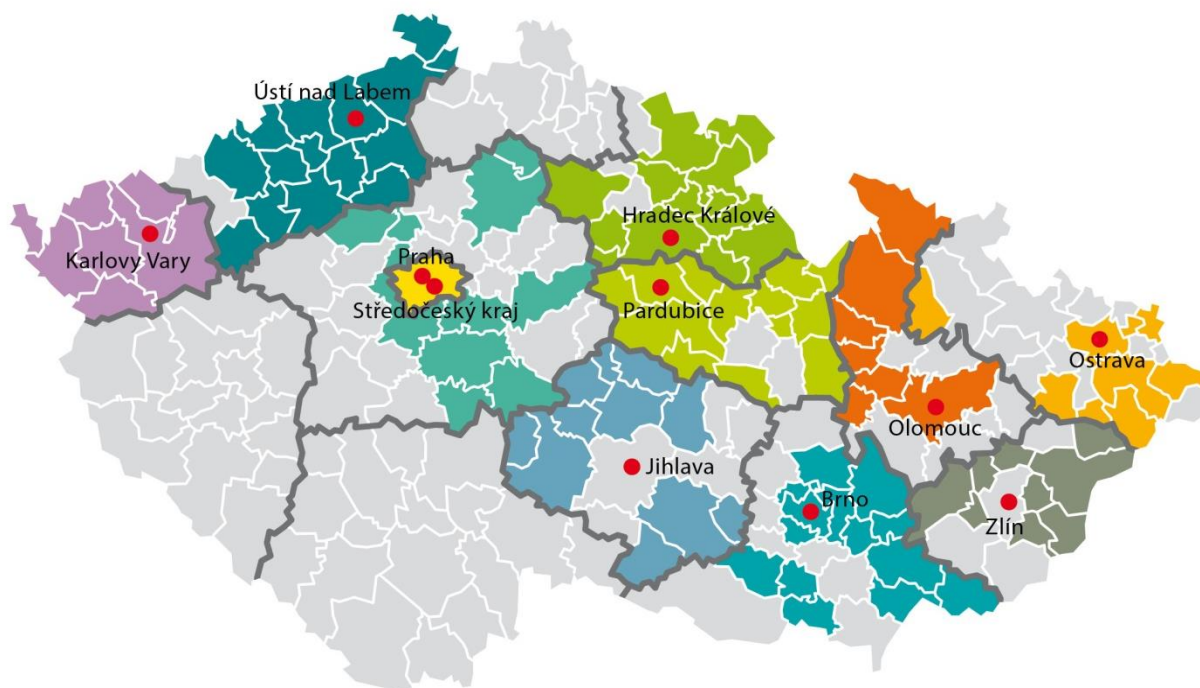 Ústí nad Labem
Hradec Králové
Karlovy Vary
Praha
Středočeský kraj
Pardubice
Ostrava
Olomouc
Jihlava
Brno
Zlín